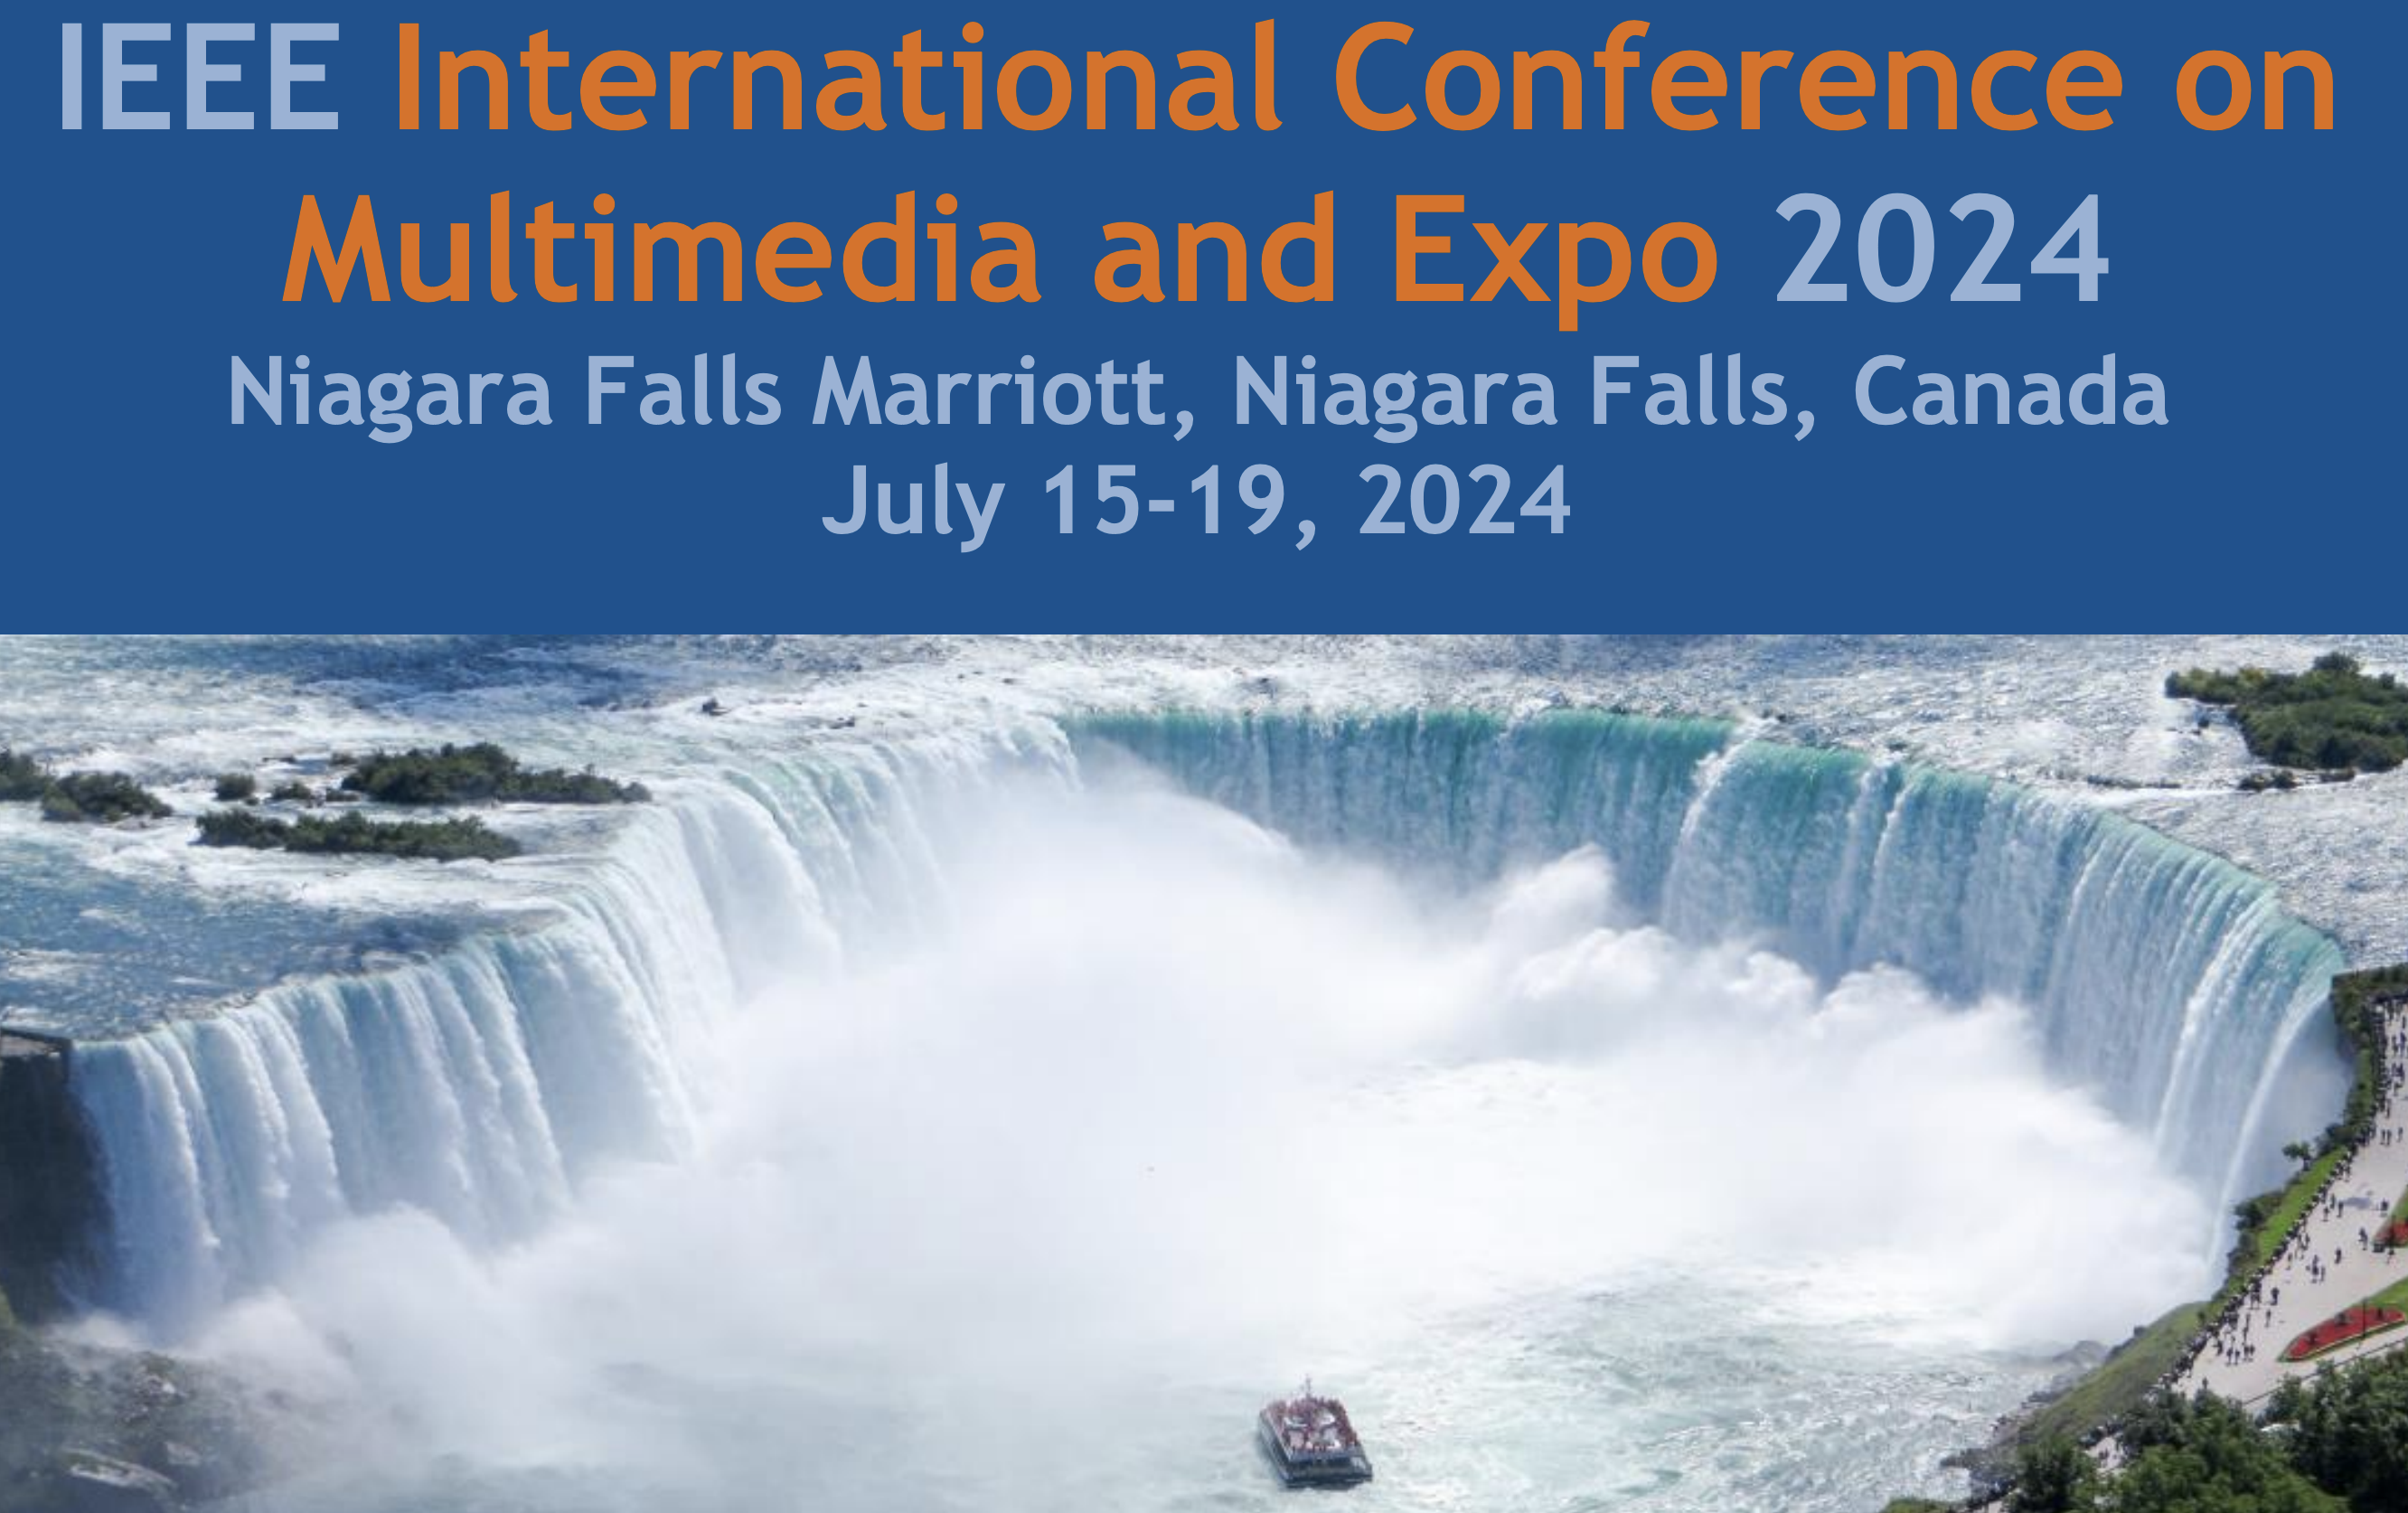 IEEE International Conference on
Multimedia and Expo 2024
Niagara Falls Marriott, Niagara Falls, Canada
July 15-19, 2024